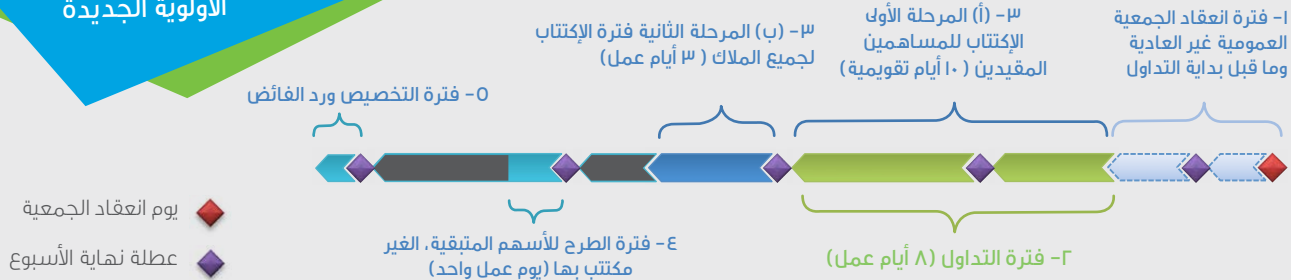 الأولوية الجديدة
١- فترة انعقاد الجمعية
العمومية غير العادية
وما قبل بداية التداول
٣- (أ) المرحلة الأولى
الإكتتاب للمساهمين
المقيدين (١٠ أيام تقويمية)
٣- (ب) المرحلة الثانية فترة الإكتتاب
لجميع الملاك (٣ أيام عمل)
٥- فترة التخصيص ورد الفائض
٢- فترة التداول (٨ أيام عمل)
٤- فترة الطرح للأسهم المتبقية، الغير
مكتتب بها (يوم عمل واحد)
يوم انعقاد الجمعية
عطلة نهاية الأسبوع